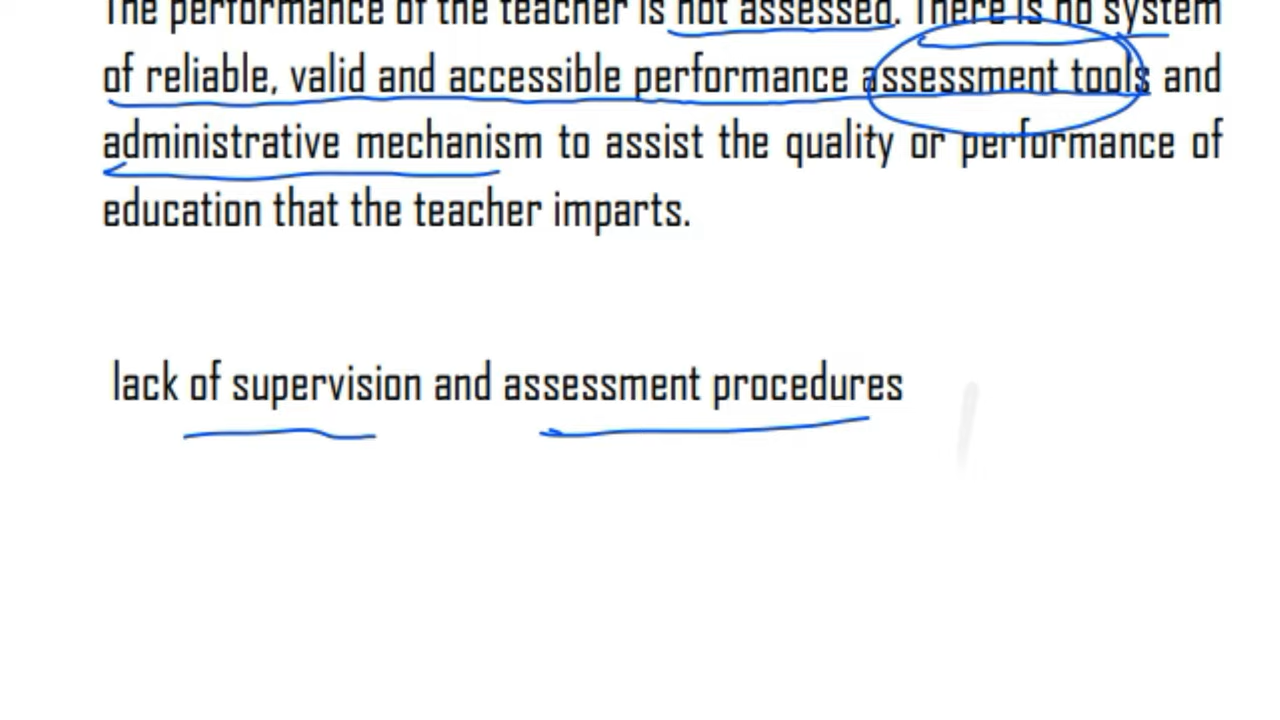 The performance of the teacher is not assessed. There is no system
of reliable, valid and accessible performance assessment tools and
administrative mechanism to assist the quality or performance of
education that the teacher imparts.
lack of supervision and assessment procedures